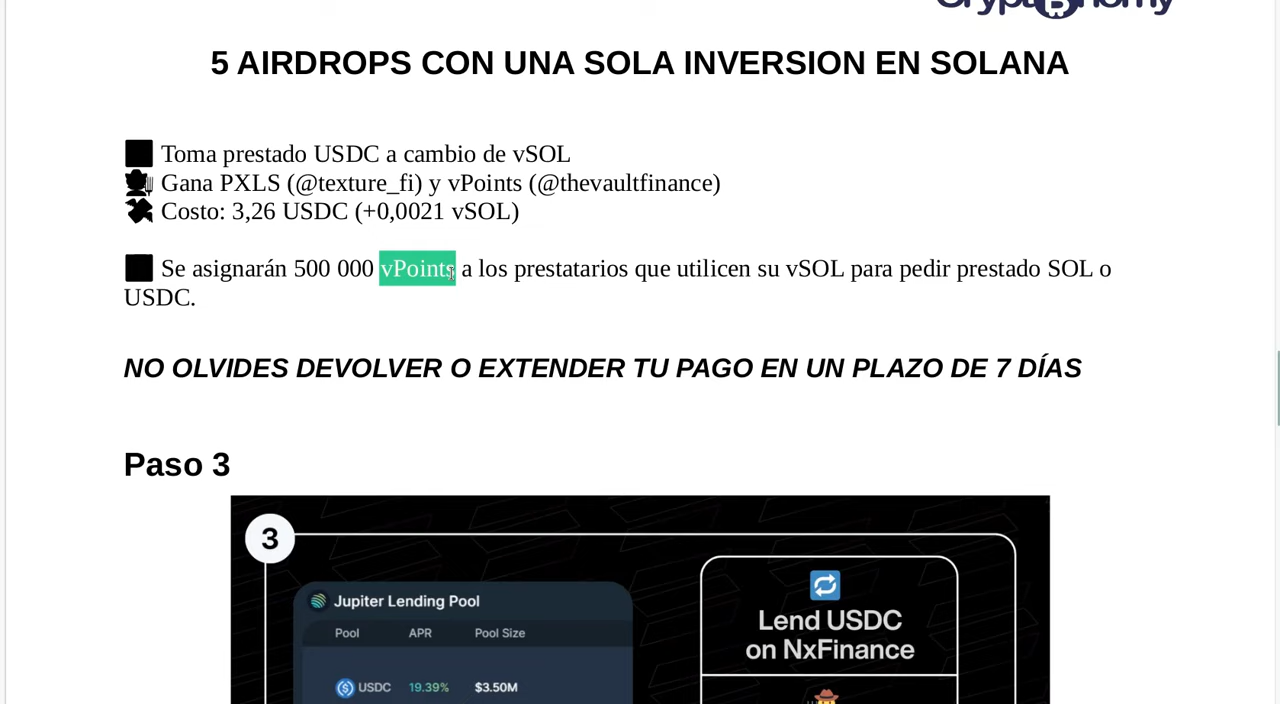 5 AIRDROPS CON UNA SOLA INVERSION EN SOLANA
Toma prestado USDC a cambio de vSOL
Gana PXLS (@texture_fi) y vPoints (@thevaultfinance)
Costo: 3,26 USDC (+0,0021 vSOL)
Se asignarán 500 000 vPoints a los prestatarios que utilicen su vSOL para pedir prestado SOL o
USDC.
NO OLVIDES DEVOLVER O EXTENDER TU PAGO EN UN PLAZO DE 7 DÍAS
Paso 3
3
Jupiter Lending Pool
Pool APR Pool Size
USDC 19.39% $3.50M
Lend USDC
on NxFinance